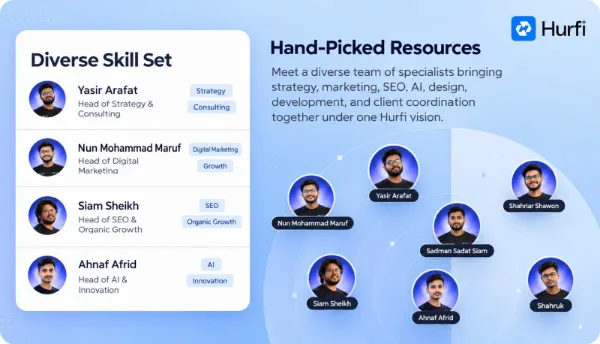 Hurfi
Diverse Skill Set
Yasir Arafat
Head of Strategy &
Consulting
Strategy
Consulting
Nun Mohammad Maruf
Head of Digital
Marketing
Digital Marketing
Growth
Siam Sheikh
Head of SEO &
Organic Growth
SEO
Organic Growth
Ahnaf Afrid
Head of AI &
Innovation
AI
Innovation
Hand-Picked Resources
Meet a diverse team of specialists bringing
strategy, marketing, SEO, AI, design,
development, and client coordination
together under one Hurfi vision.
Yasir Arafat
Nun Mohammad Maruf
Shahriar Shawon
Sadman Sadat Siam
Siam Sheikh
Ahnaf Afrid
Shahruk